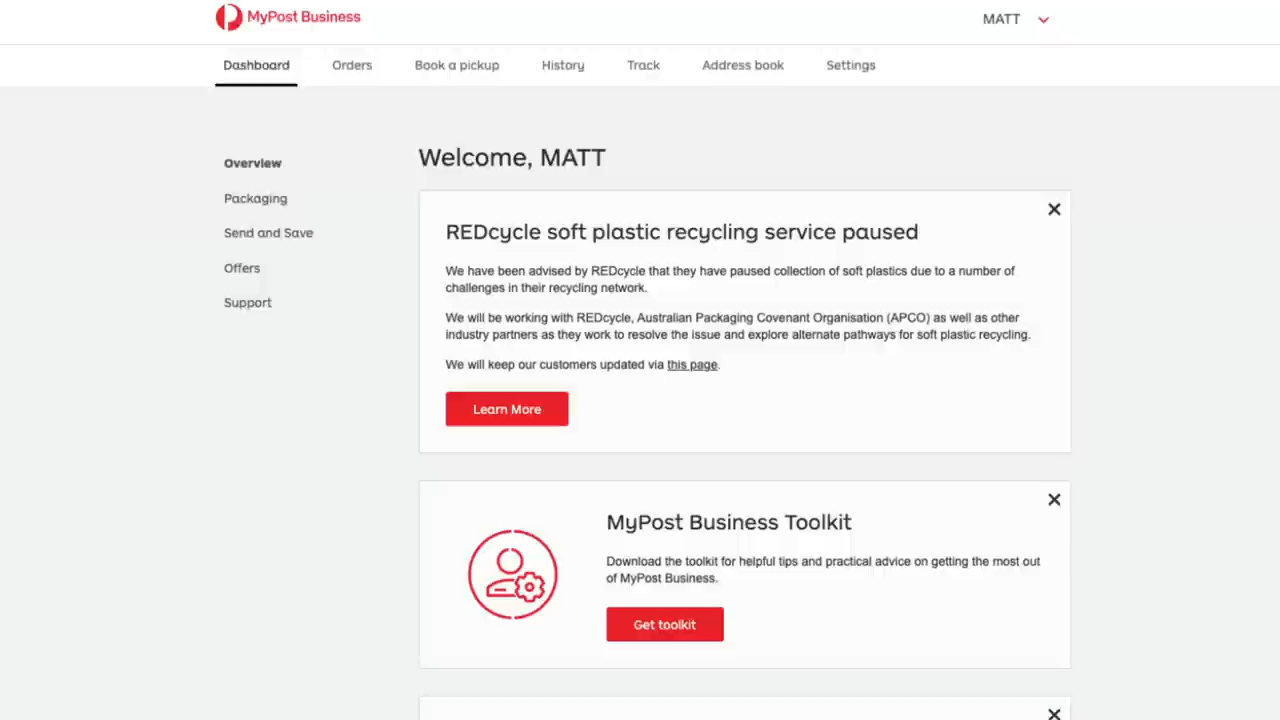 MyPost Business
MATT
Dashboard Orders Book a pickup History Track Address book Settings
Overview
Packaging
Send and Save
Offers
Support
Welcome, MATT
REDcycle soft plastic recycling service paused
We have been advised by REDcycle that they have paused collection of soft plastics due to a number of
challenges in their recycling network.
We will be working with REDcycle, Australian Packaging Covenant Organisation (APCO) as well as other
industry partners as they work to resolve the issue and explore alternate pathways for soft plastic recycling.
We will keep our customers updated via this page.
Learn More
MyPost Business Toolkit
Download the toolkit for helpful tips and practical advice on getting the most out
of MyPost Business.
Get toolkit